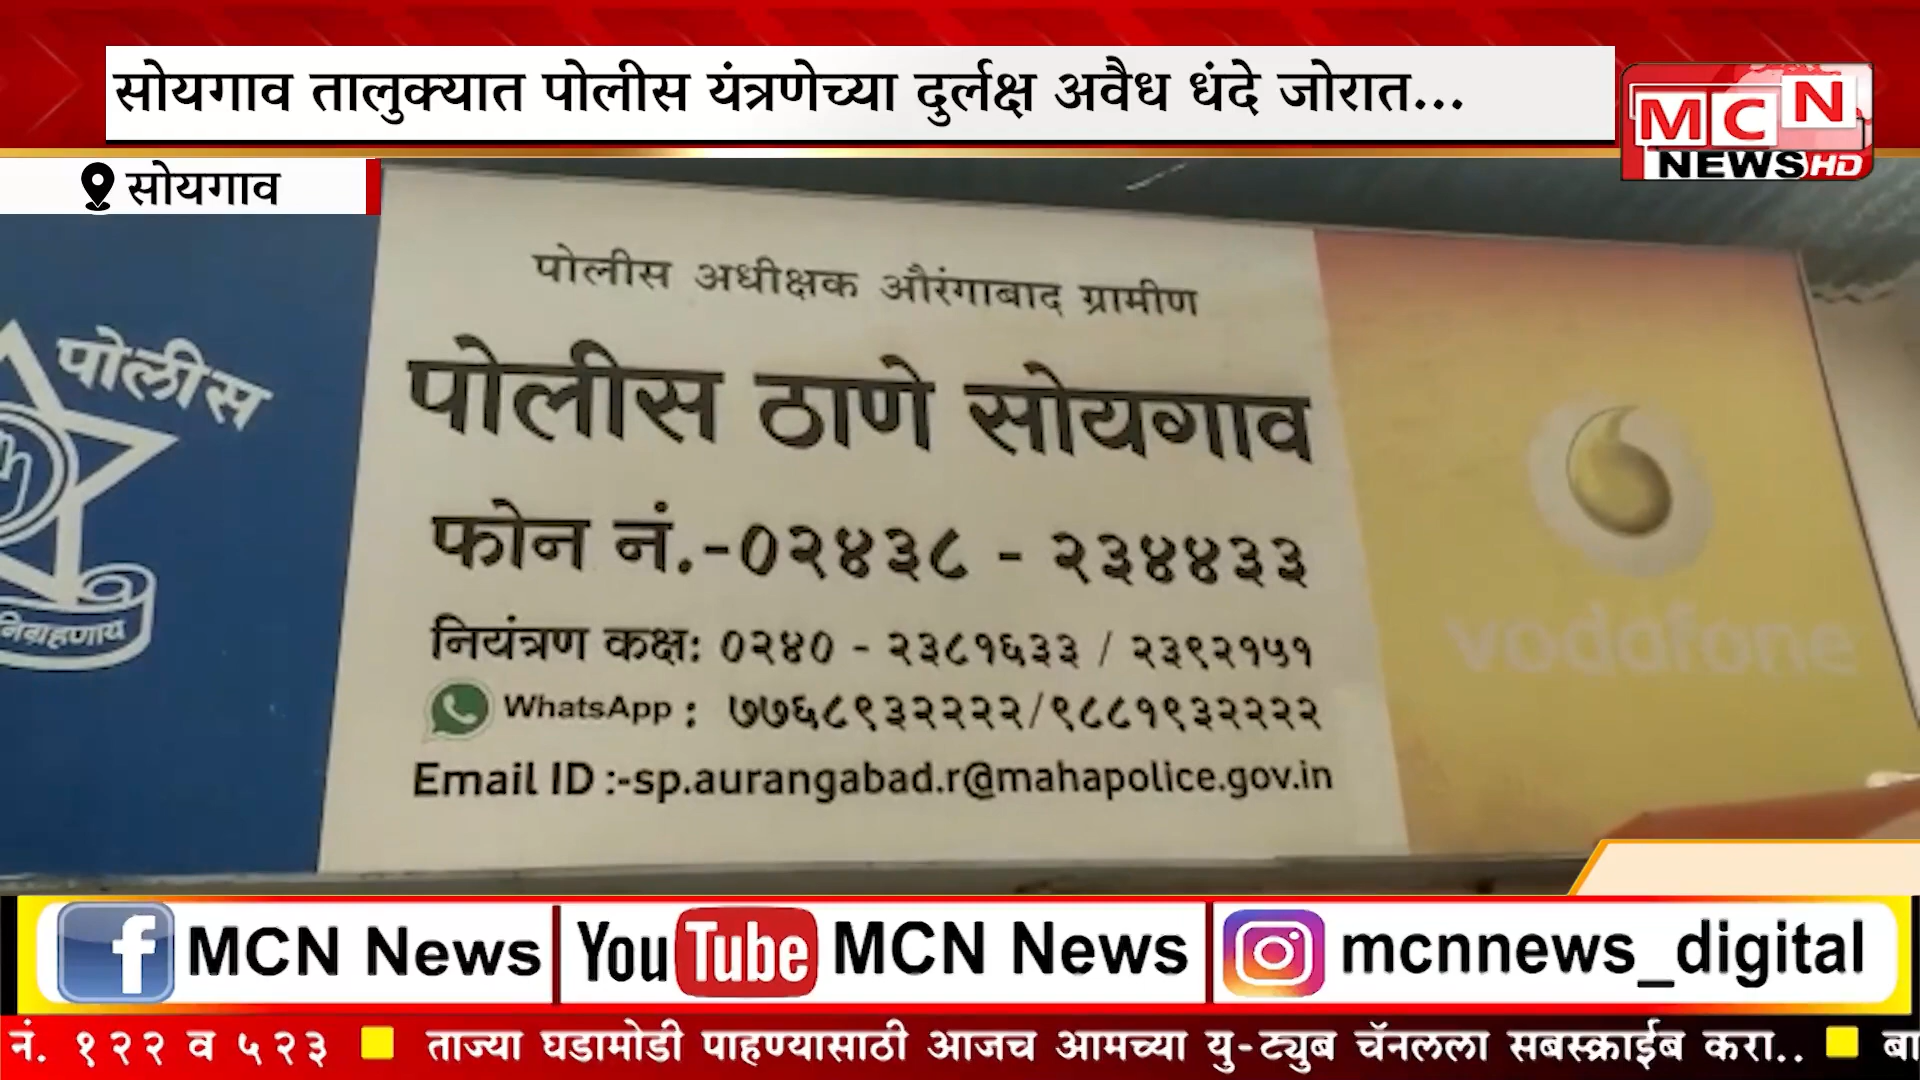 सोयगाव तालुक्यात पोलीस यंत्रणेच्या दुर्लक्ष अवैध धंदे जोरात...
MCN
NEWS HD
सोयगाव
पोलीस अधीक्षक औरंगाबाद ग्रामीण
पोलीस
पोलीस ठाणे सोयगाव
फोन नं.-०२४३८ - २३४४३३
नियंत्रण कक्ष: ०२४० - २३८१६३३ / २३९२१५१
WhatsApp : ७७६८९३२२२२/९८८१९३२२२२
Email ID :-sp.aurangabad.r@mahapolice.gov.in
निग्रहणाय
vodafone
MCN News YouTube MCN News mcnnews_digital
नं. १२२ व ५२३ ताज्या घडामोडी पाहण्यासाठी आजच आमच्या यु-ट्युब चॅनलला सबस्क्राईब करा.. बा